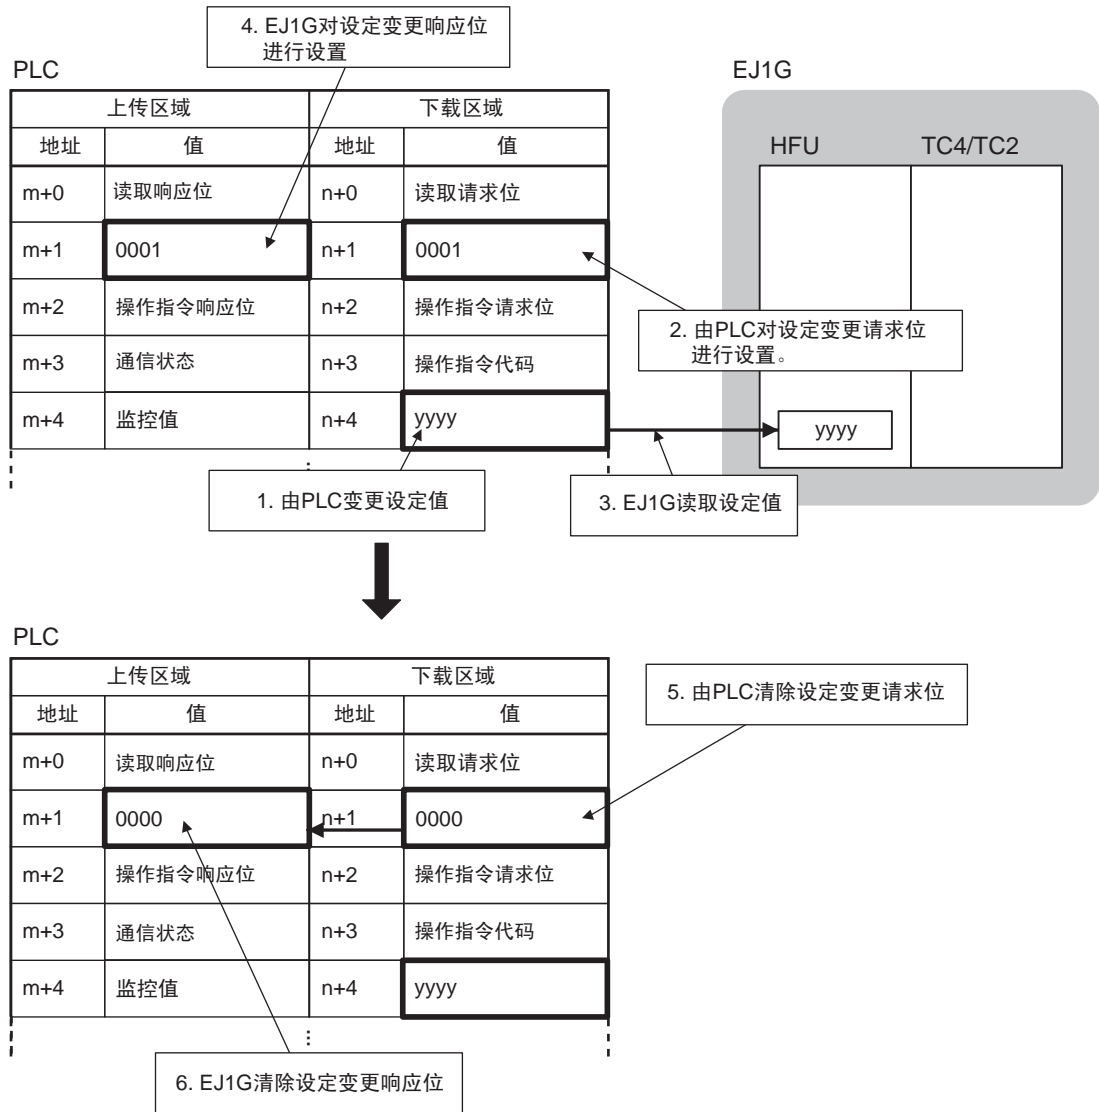 4. EJ1G对设定变更响应位
进行设置
PLC
EJ1G
上传区域 下载区域
地址 值 地址 值
HFU TC4/TC2
m+0 读取响应位 n+0 读取请求位
m+1 0001 n+1 0001
m+2 操作指令响应位 n+2 操作指令请求位
2. 由PLC对设定变更请求位
进行设置。
m+3 通信状态 n+3 操作指令代码
m+4 监控值 n+4 yyyy
yyyy
1. 由PLC变更设定值
3. EJ1G读取设定值
PLC
上传区域 下载区域
5. 由PLC清除设定变更请求位
地址 值 地址 值
m+0 读取响应位 n+0 读取请求位
m+1 0000 n+1 0000
m+2 操作指令响应位 n+2 操作指令请求位
m+3 通信状态 n+3 操作指令代码
m+4 监控值 n+4 yyyy
6. EJ1G清除设定变更响应位